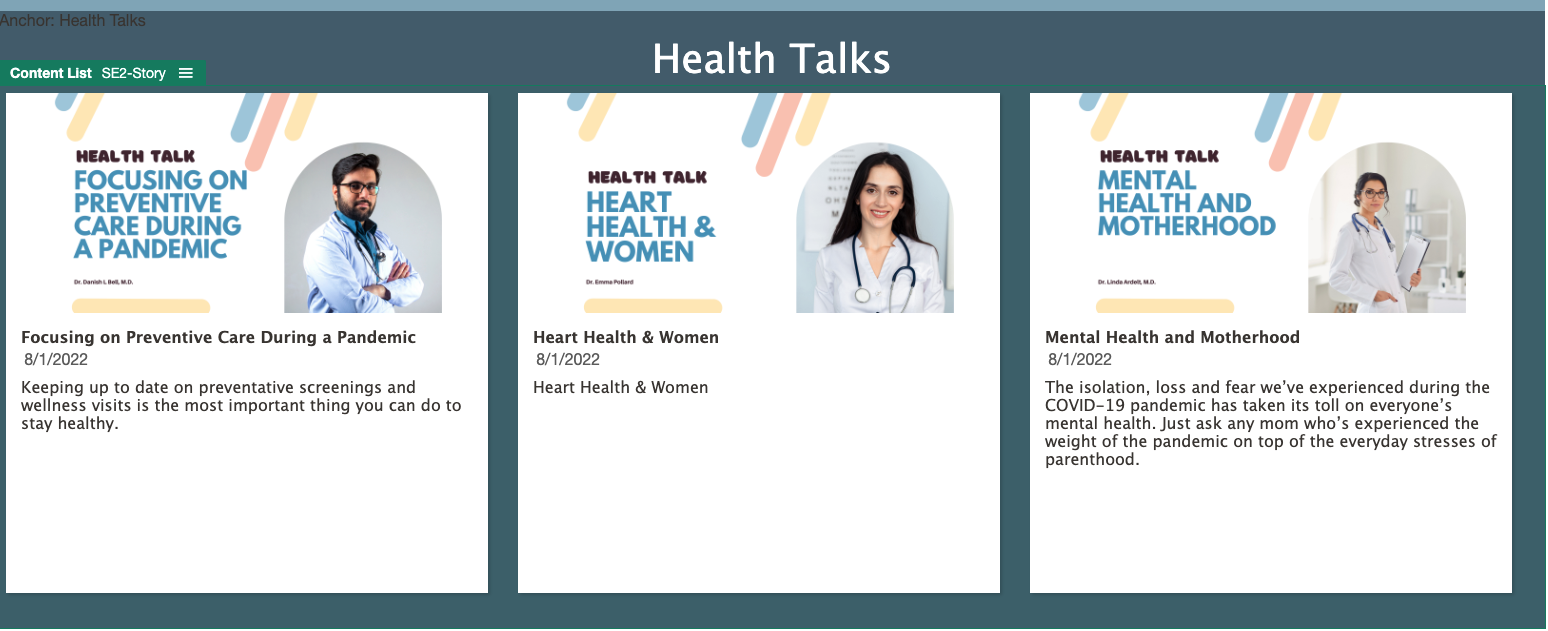 Anchor: Health Talks
Health Talks
Content List SE2-Story
HEALTH TALK
FOCUSING ON
PREVENTIVE
CARE DURING
A PANDEMIC
Dr. Danish L Bell, M.D.
Focusing on Preventive Care During a Pandemic
8/1/2022
Keeping up to date on preventative screenings and
wellness visits is the most important thing you can do to
stay healthy.
HEALTH TALK
HEART
HEALTH &
WOMEN
Dr. Emma Pollard
Heart Health & Women
8/1/2022
Heart Health & Women
HEALTH TALK
MENTAL
HEALTH AND
MOTHERHOOD
Dr. Linda Ardett, M.D.
Mental Health and Motherhood
8/1/2022
The isolation, loss and fear we’ve experienced during the
COVID-19 pandemic has taken its toll on everyone’s
mental health. Just ask any mom who’s experienced the
weight of the pandemic on top of the everyday stresses of
parenthood.